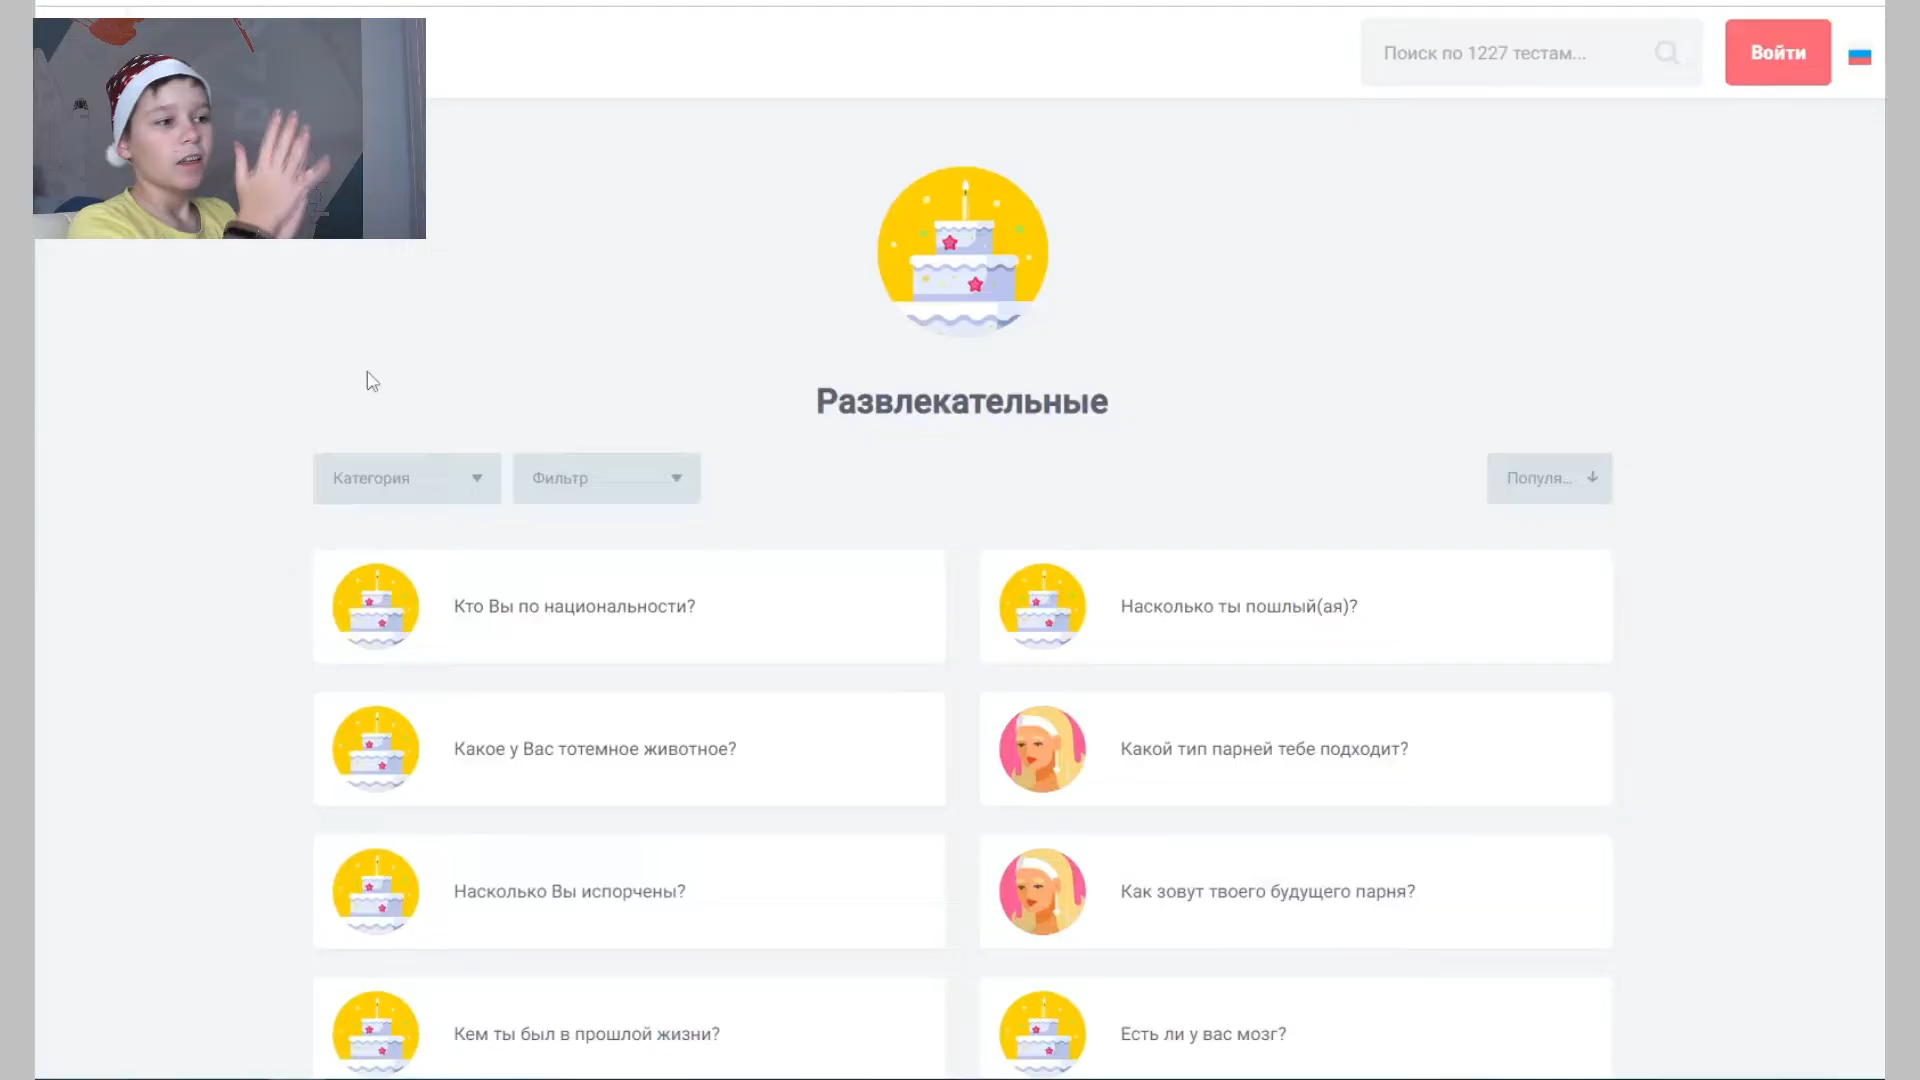 Поиск по 1227 тестам...
Войти
Развлекательные
Категория
Фильтр
Популя...
Кто Вы по национальности?
Насколько ты пошлый(ая)?
Какое у Вас тотемное животное?
Какой тип парней тебе подходит?
Насколько Вы испорчены?
Как зовут твоего будущего парня?
Кем ты был в прошлой жизни?
Есть ли у вас мозг?